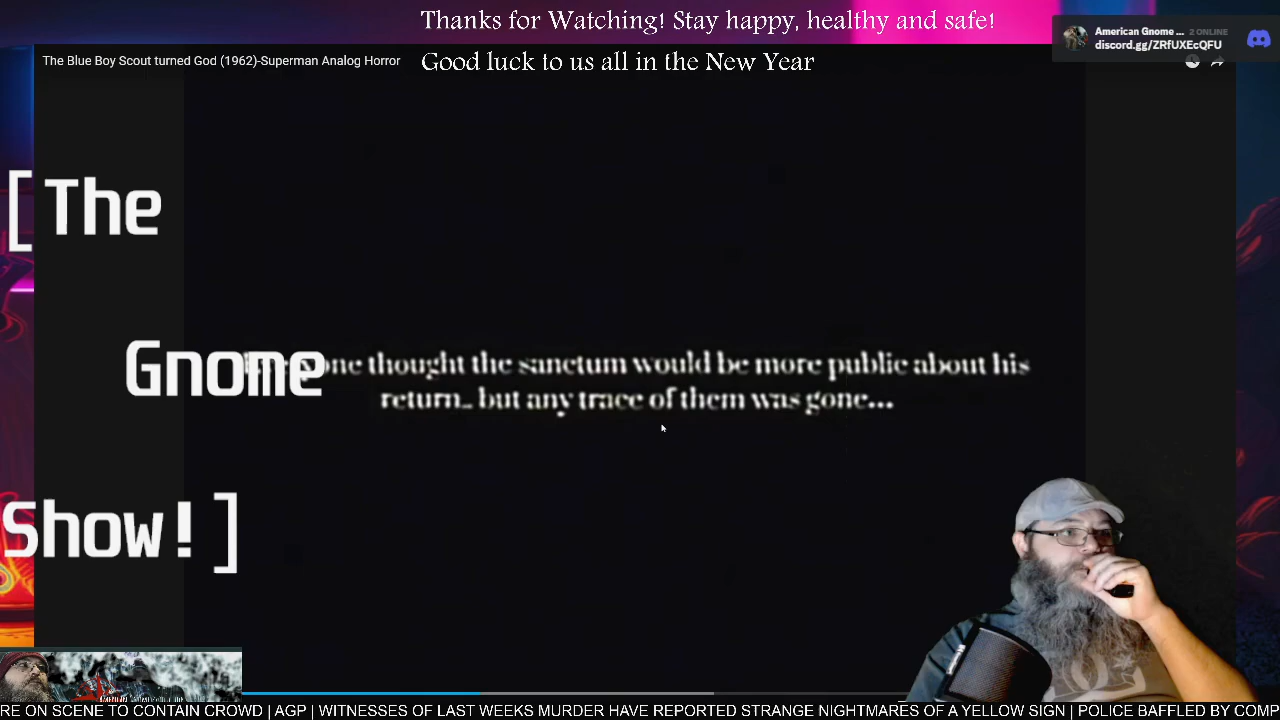 Thanks for Watching! Stay happy, healthy and safe!
Good luck to us all in the New Year
American Gnome ... 2 ONLINE
discord.gg/ZRfUXEcQFU
The Blue Boy Scout turned God (1962)-Superman Analog Horror
[The
Gnome
Show!]
thought the sanctum would be more public about his
return.. but any trace of them was gone...
RE ON SCENE TO CONTAIN CROWD | AGP | WITNESSES OF LAST WEEKS MURDER HAVE REPORTED STRANGE NIGHTMARES OF A YELLOW SIGN | POLICE BAFFLED BY COMP